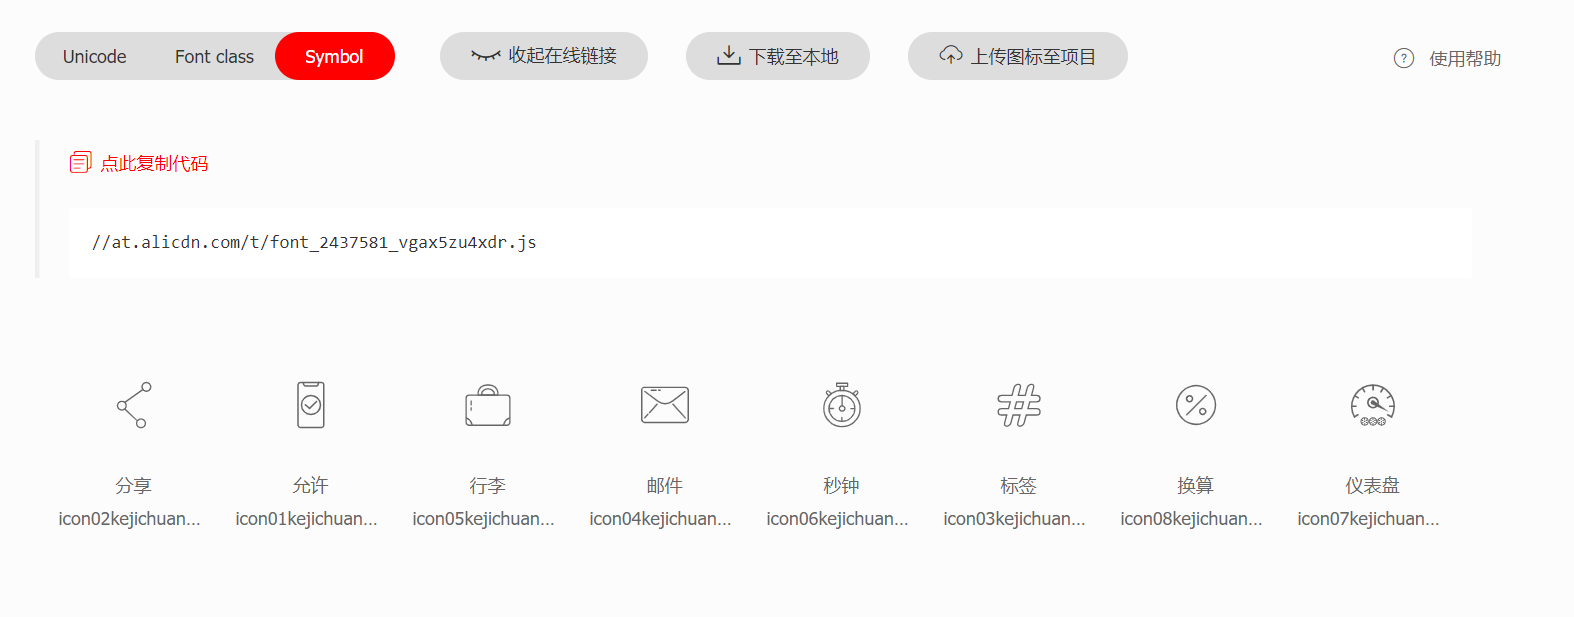 Unicode Font class Symbol 收起在线链接 下载至本地 上传图标至项目 使用帮助
点此复制代码
//at.alicdn.com/t/font_2437581_vgax5zu4xdr.js
分享 允许 行李 邮件 秒钟 标签 换算 仪表盘
icon02kejichuan... icon01kejichuan... icon05kejichuan... icon04kejichuan... icon06kejichuan... icon03kejichuan... icon08kejichuan... icon07kejichuan...